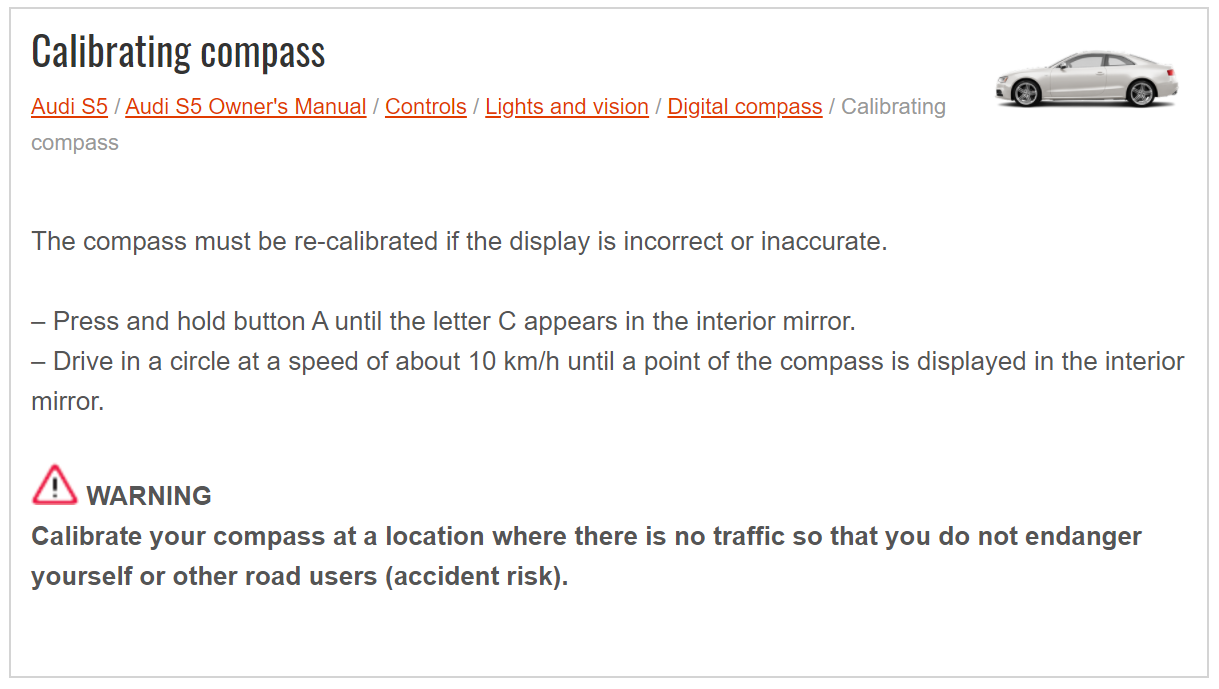 Calibrating compass
Audi S5 / Audi S5 Owner's Manual / Controls / Lights and vision / Digital compass / Calibrating
compass
The compass must be re-calibrated if the display is incorrect or inaccurate.
– Press and hold button A until the letter C appears in the interior mirror.
– Drive in a circle at a speed of about 10 km/h until a point of the compass is displayed in the interior
mirror.
WARNING
Calibrate your compass at a location where there is no traffic so that you do not endanger
yourself or other road users (accident risk).